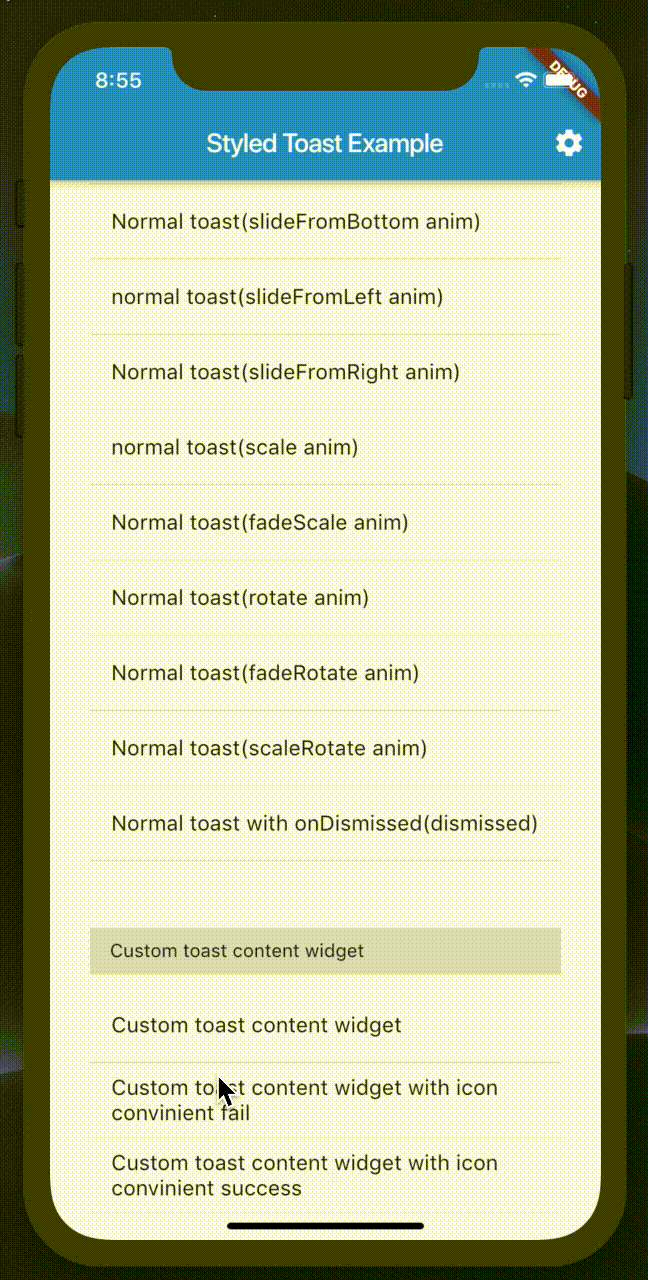 8:55
DEBUG
Styled Toast Example
Normal toast(slideFromBottom anim)
normal toast(slideFromLeft anim)
Normal toast(slideFromRight anim)
normal toast(scale anim)
Normal toast(fadeScale anim)
Normal toast(rotate anim)
Normal toast(fadeRotate anim)
Normal toast(scaleRotate anim)
Normal toast with onDismissed(dismissed)
Custom toast content widget
Custom toast content widget
Custom toast content widget with icon
convinient fail
Custom toast content widget with icon
convinient success